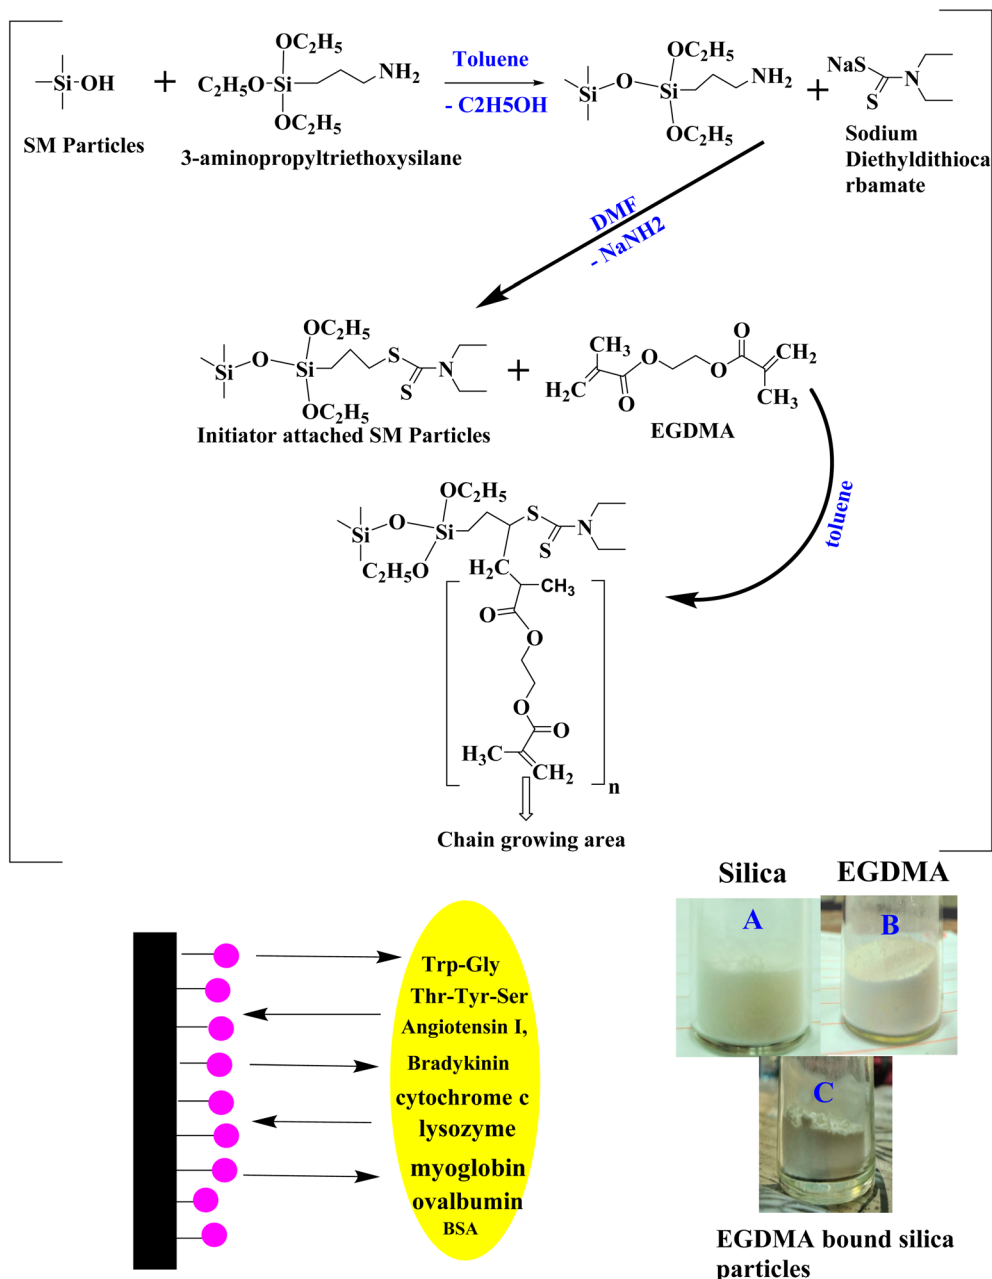 OC₂H₅
Si-OH
C₂H₅O-Si
NH₂
OC₂H₅
SM Particles
3-aminopropyltriethoxysilane
Toluene
- C2H5OH
OC₂H₅
O
Si
Si
NH₂
OC₂H₅
NaS
S
N
Sodium
Diethyldithioca
rbamate
DMF
- NaNH2
OC₂H₅
O
Si
Si
S
S
N
OC₂H₅
Initiator attached SM Particles
CH₃
H₂C
O
O
O
O
CH₂
CH₃
EGDMA
toluene
OC₂H₅
O
Si
Si
S
S
N
C₂H₅O
H₂C
CH₃
O
O
O
O
H₃C
CH₂
n
Chain growing area
Silica
EGDMA
A
B
C
Trp-Gly
Thr-Tyr-Ser
Angiotensin I,
Bradykinin
cytochrome c
lysozyme
myoglobin
ovalbumin
BSA
EGDMA bound silica
particles